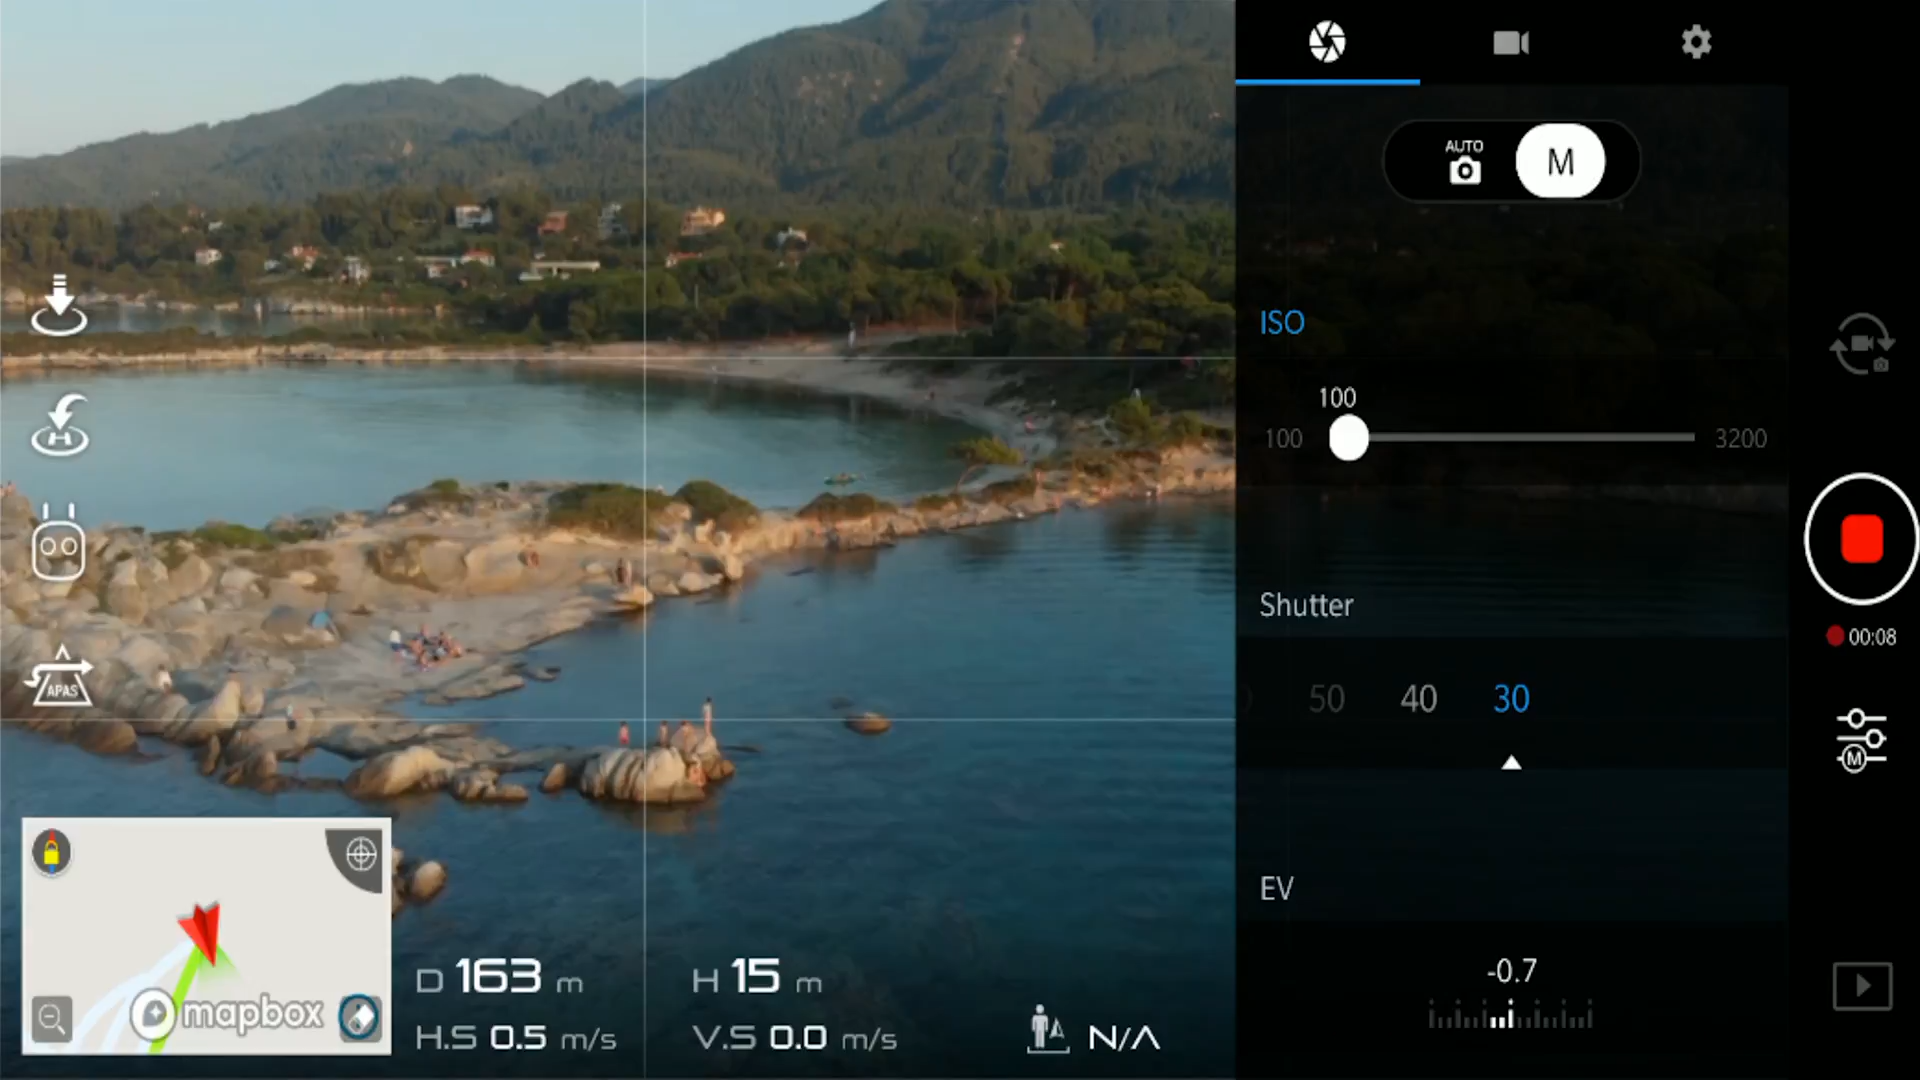 AUTO
M
ISO
100
100 3200
Shutter
50 40 30
00:08
M
APAS
EV
-0.7
H
mapbox
D 163 m H 15 m
H.S 0.5 m/s V.S 0.0 m/s N/A